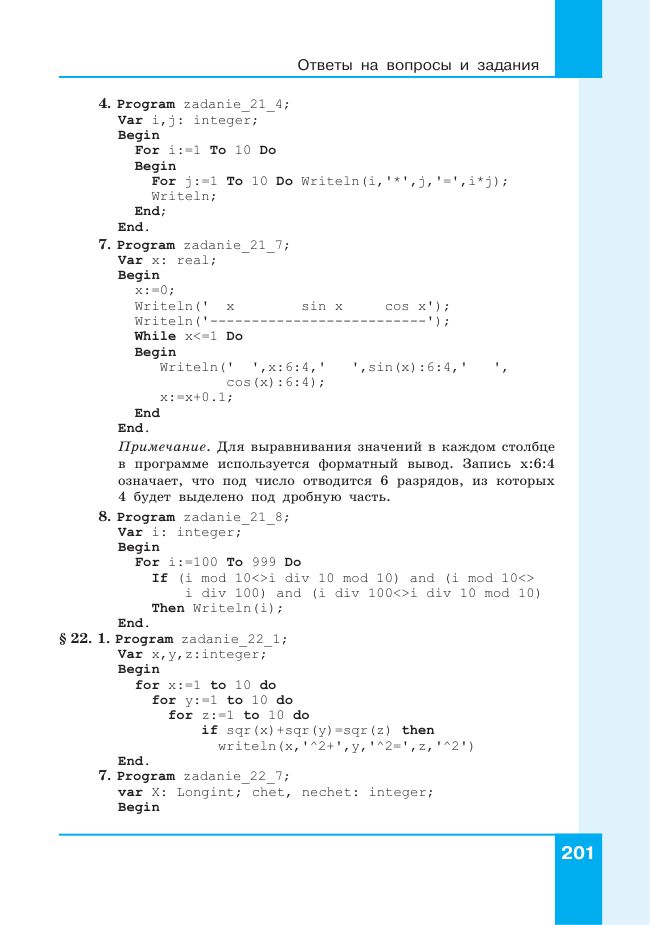 Ответы на вопросы и задания
4. Program zadanie_21_4;
Var i,j: integer;
Begin
For i:=1 To 10 Do
Begin
For j:=1 To 10 Do Writeln(i,'*',j,'=',i*j);
Writeln;
End;
End.
7. Program zadanie_21_7;
Var x: real;
Begin
x:=0;
Writeln('  x        sin x     cos x');
Writeln('--------------------------');
While x<=1 Do
Begin
Writeln('  ',x:6:4,'   ',sin(x):6:4,'   ',
cos(x):6:4);
x:=x+0.1;
End
End.
Примечание. Для выравнивания значений в каждом столбце
в программе используется форматный вывод. Запись x:6:4
означает, что под число отводится 6 разрядов, из которых
4 будет выделено под дробную часть.
8. Program zadanie_21_8;
Var i: integer;
Begin
For i:=100 To 999 Do
If (i mod 10<>i div 10 mod 10) and (i mod 10<>
i div 100) and (i div 100<>i div 10 mod 10)
Then Writeln(i);
End.
§ 22. 1. Program zadanie_22_1;
Var x,y,z:integer;
Begin
for x:=1 to 10 do
for y:=1 to 10 do
for z:=1 to 10 do
if sqr(x)+sqr(y)=sqr(z) then
writeln(x,'^2+',y,'^2=',z,'^2')
End.
7. Program zadanie_22_7;
var X: Longint; chet, nechet: integer;
Begin
201